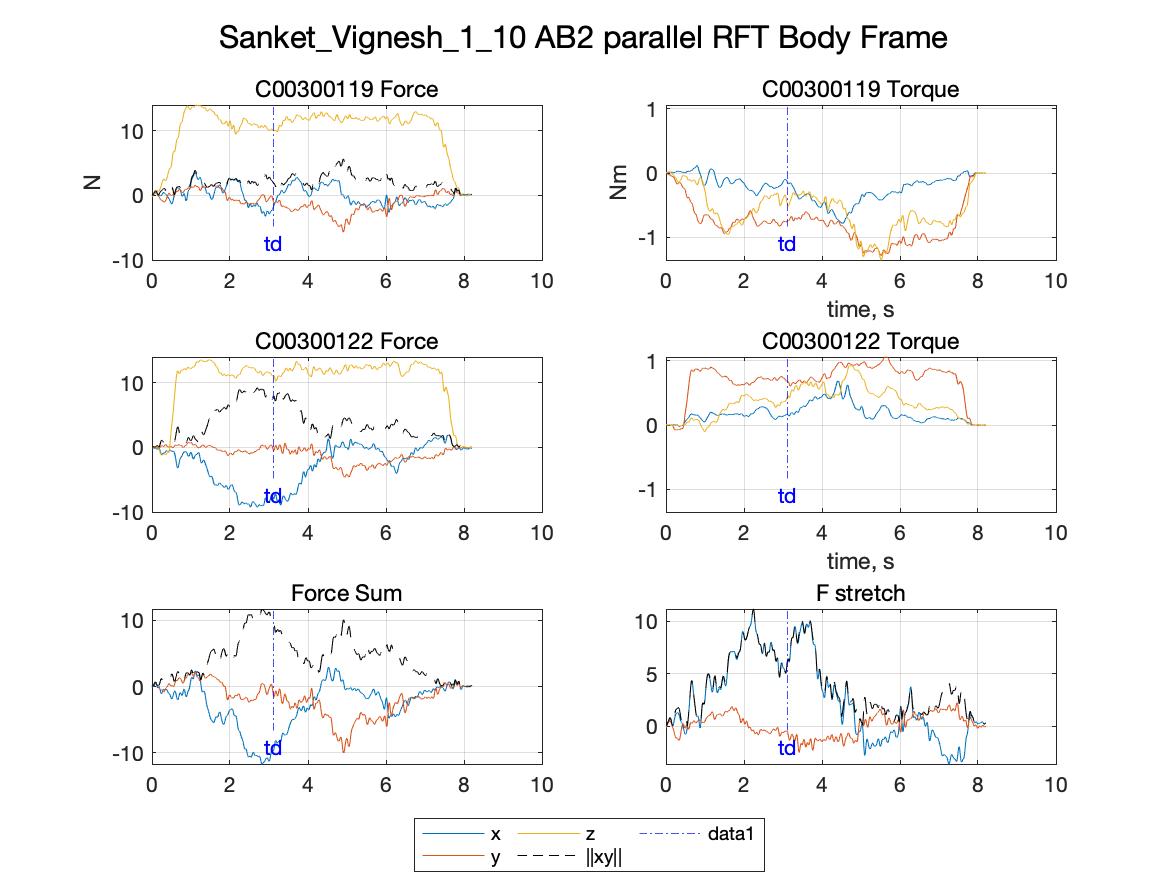 Sanket_Vignesh_1_10 AB2 parallel RFT Body Frame
C00300119 Force
10
0
-10
N
td
0 2 4 6 8 10
C00300119 Torque
1
0
-1
Nm
td
0 2 4 6 8 10
time, s
C00300122 Force
10
0
-10
td
0 2 4 6 8 10
C00300122 Torque
1
0
-1
td
0 2 4 6 8 10
time, s
Force Sum
10
0
-10
td
0 2 4 6 8 10
F stretch
10
5
0
td
0 2 4 6 8 10
x z data1
y ||xy||